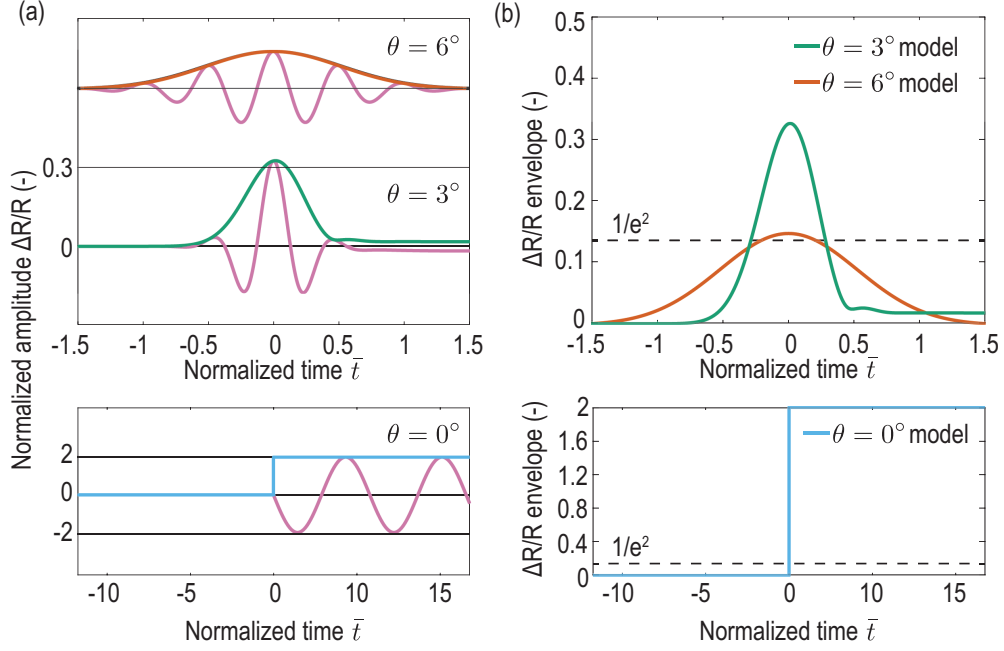 (a)
θ = 6°
0.3
θ = 3°
0
-1.5 -1 -0.5 0 0.5 1 1.5
Normalized time t̄
Normalized amplitude ΔR/R (-)
θ = 0°
2
0
-2
-10 -5 0 5 10 15
Normalized time t̄
(b)
0.5
0.4
0.3
0.2
0.1
0
ΔR/R envelope (-)
θ = 3° model
θ = 6° model
1/e²
-1.5 -1 -0.5 0 0.5 1 1.5
Normalized time t̄
2
1.6
1.2
0.8
0.4
0
ΔR/R envelope (-)
θ = 0° model
1/e²
-10 -5 0 10 10 15
Normalized time t̄